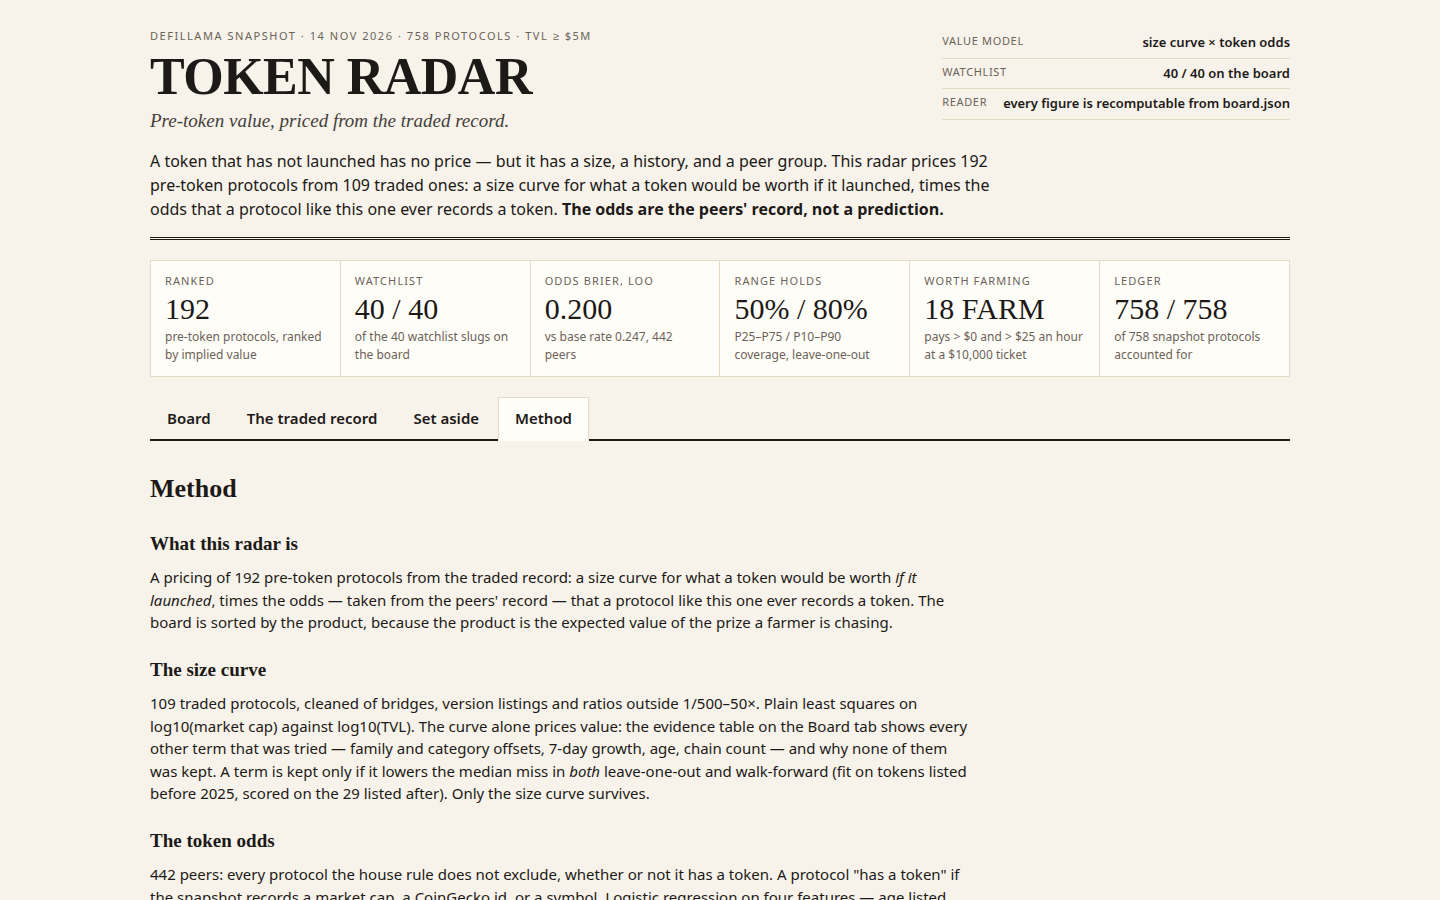 DEFILLAMA SNAPSHOT · 14 NOV 2026 · 758 PROTOCOLS · TVL ≥ $5M
TOKEN RADAR
Pre-token value, priced from the traded record.
VALUE MODEL size curve × token odds
WATCHLIST 40 / 40 on the board
READER every figure is recomputable from board.json
A token that has not launched has no price — but it has a size, a history, and a peer group. This radar prices 192
pre-token protocols from 109 traded ones: a size curve for what a token would be worth if it launched, times the
odds that a protocol like this one ever records a token. The odds are the peers' record, not a prediction.
RANKED
192
pre-token protocols, ranked
by implied value
WATCHLIST
40 / 40
of the 40 watchlist slugs on
the board
ODDS BRIER, LOO
0.200
vs base rate 0.247, 442
peers
RANGE HOLDS
50% / 80%
P25–P75 / P10–P90
coverage, leave-one-out
WORTH FARMING
18 FARM
pays > $0 and > $25 an hour
at a $10,000 ticket
LEDGER
758 / 758
of 758 snapshot protocols
accounted for
Board The traded record Set aside Method
Method
What this radar is
A pricing of 192 pre-token protocols from the traded record: a size curve for what a token would be worth if it
launched, times the odds — taken from the peers' record — that a protocol like this one ever records a token. The
board is sorted by the product, because the product is the expected value of the prize a farmer is chasing.
The size curve
109 traded protocols, cleaned of bridges, version listings and ratios outside 1/500–50×. Plain least squares on
log10(market cap) against log10(TVL). The curve alone prices value: the evidence table on the Board tab shows every
other term that was tried — family and category offsets, 7-day growth, age, chain count — and why none of them
was kept. A term is kept only if it lowers the median miss in both leave-one-out and walk-forward (fit on tokens listed
before 2025, scored on the 29 listed after). Only the size curve survives.
The token odds
442 peers: every protocol the house rule does not exclude, whether or not it has a token. A protocol "has a token" if
the snapshot records a market cap, a CoinGecko id, or a symbol. Logistic regression on four features — age listed,